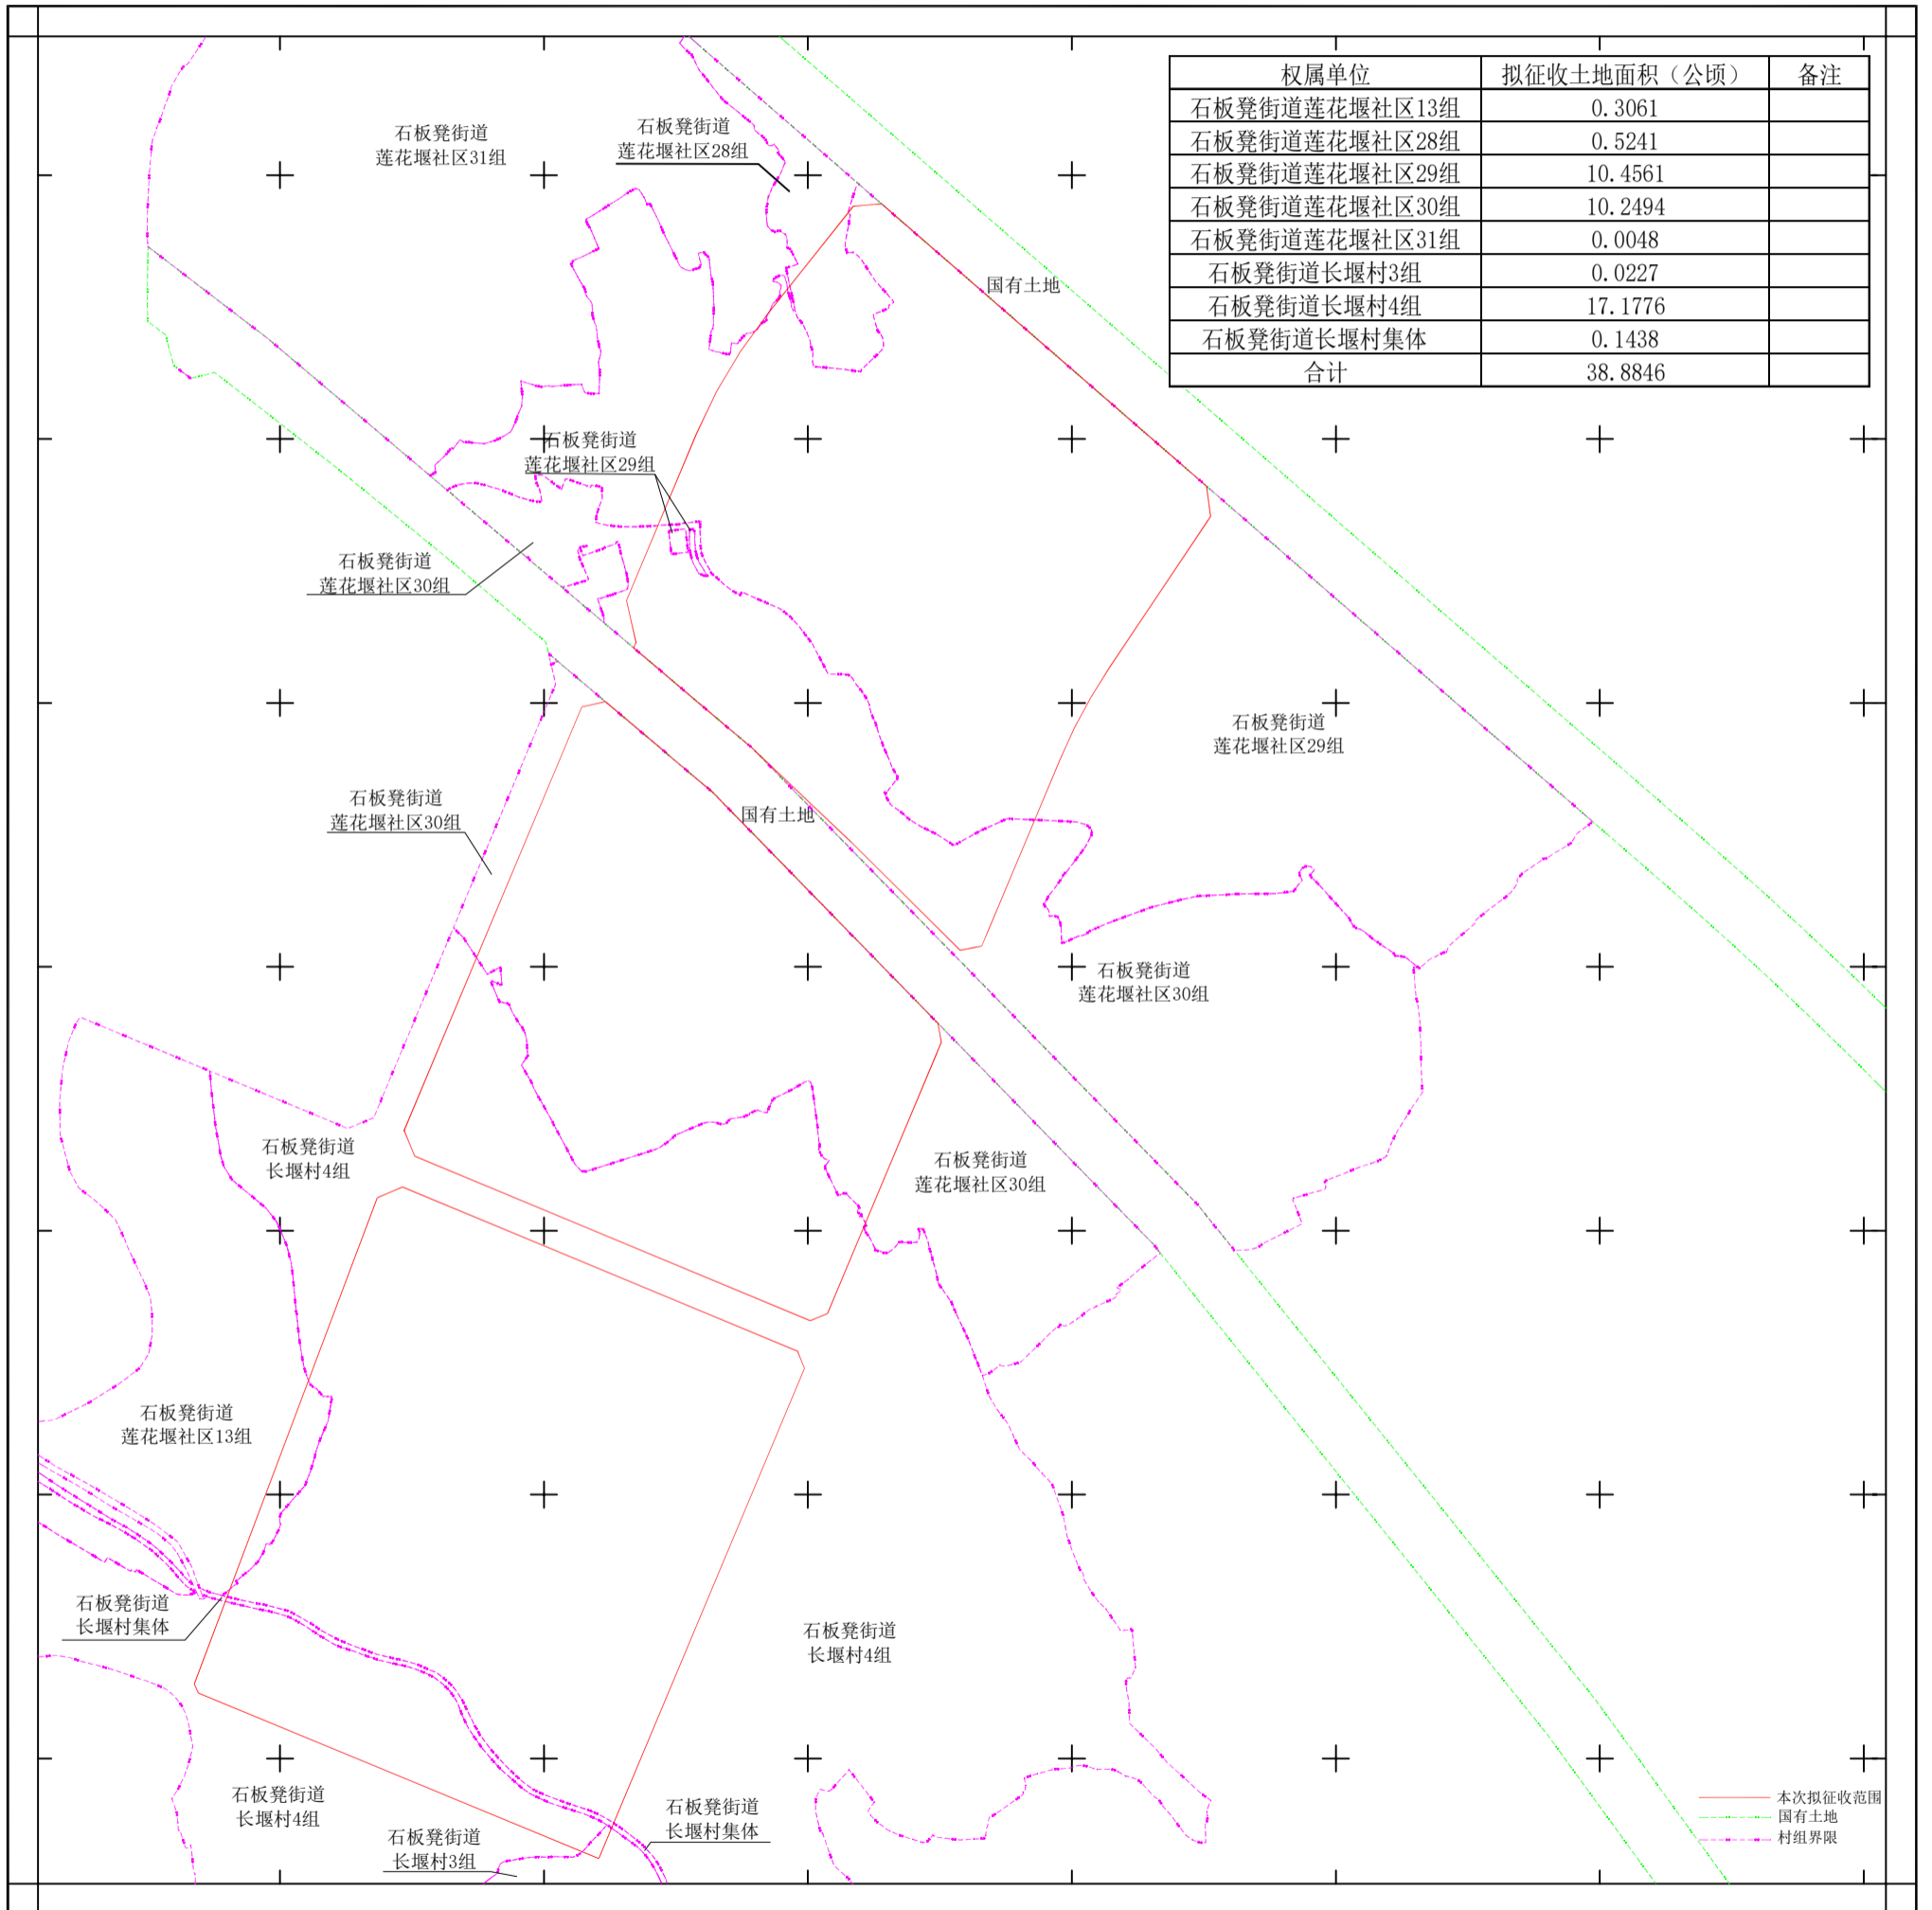 权属单位 拟征收土地面积（公顷） 备注
石板凳街道莲花堰社区13组 0.3061
石板凳街道莲花堰社区28组 0.5241
石板凳街道莲花堰社区29组 10.4561
石板凳街道莲花堰社区30组 10.2494
石板凳街道莲花堰社区31组 0.0048
石板凳街道长堰村3组 0.0227
石板凳街道长堰村4组 17.1776
石板凳街道长堰村集体 0.1438
合计 38.8846
石板凳街道
莲花堰社区31组
石板凳街道
莲花堰社区28组
国有土地
石板凳街道
莲花堰社区29组
石板凳街道
莲花堰社区30组
石板凳街道
莲花堰社区29组
石板凳街道
莲花堰社区30组
国有土地
石板凳街道
莲花堰社区30组
石板凳街道
长堰村4组
石板凳街道
莲花堰社区30组
石板凳街道
莲花堰社区13组
石板凳街道
长堰村集体
石板凳街道
长堰村4组
石板凳街道
长堰村4组
石板凳街道
长堰村集体
石板凳街道
长堰村3组
本次拟征收范围
国有土地
村组界限